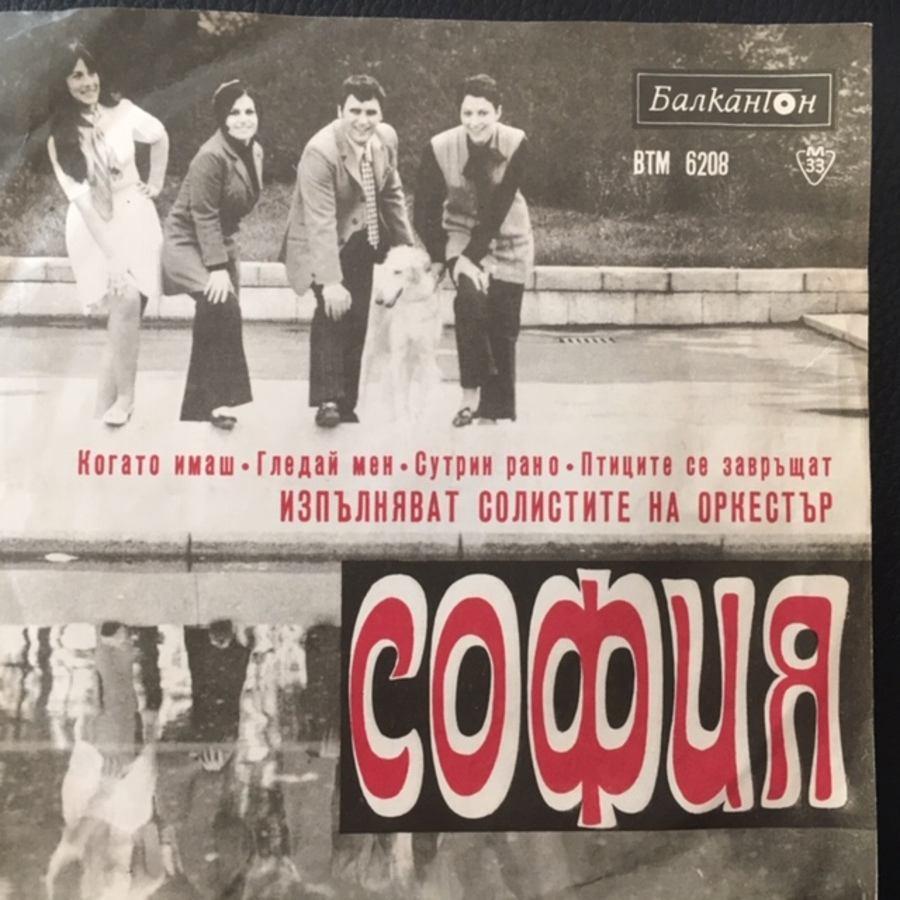 Балкантон
ВТМ 6208
М
33
Когато имаш • Гледай мен • Сутрин рано • Птиците се завръщат
ИЗПЪЛНЯВАТ СОЛИСТИТЕ НА ОРКЕСТЪР
СОФИЯ